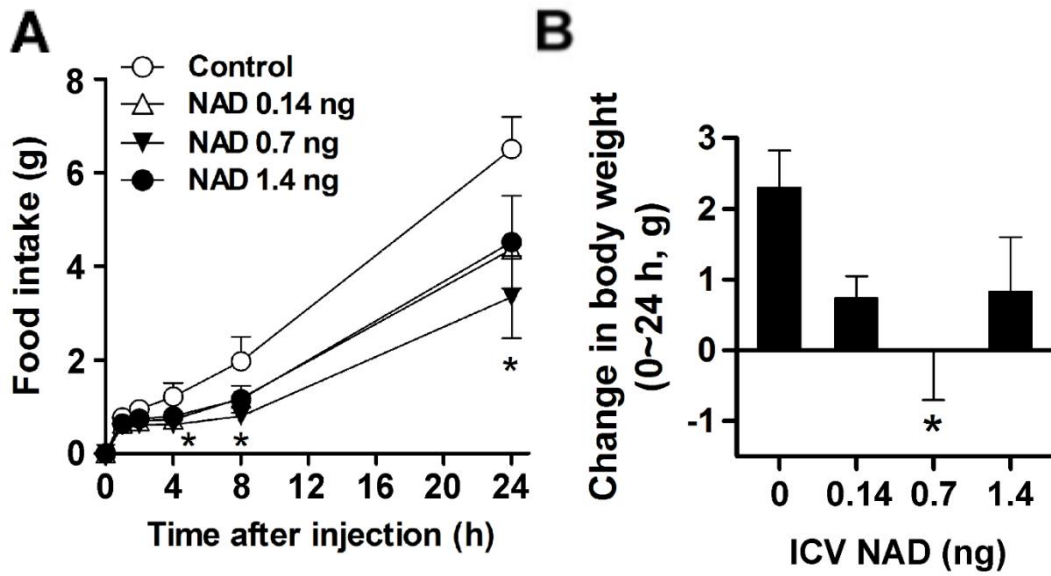 A
Control
NAD 0.14 ng
NAD 0.7 ng
NAD 1.4 ng
8
6
4
2
0
Food intake (g)
* * *
0 4 8 12 16 20 24
Time after injection (h)
B
Change in body weight
(0~24 h, g)
3
2
1
0
-1
*
0 0.14 0.7 1.4
ICV NAD (ng)